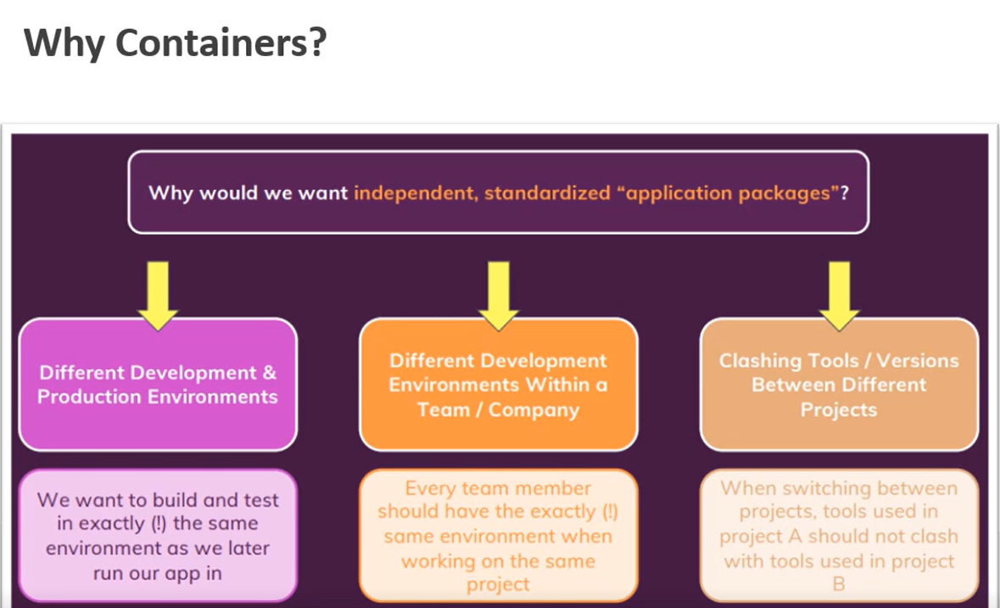 Why Containers?
Why would we want independent, standardized “application packages”?
Different Development &
Production Environments
Different Development
Environments Within a
Team / Company
Clashing Tools / Versions
Between Different
Projects
We want to build and test
in exactly (!) the same
environment as we later
run our app in
Every team member
should have the exactly (!)
same environment when
working on the same
project
When switching between
projects, tools used in
project A should not clash
with tools used in project
B